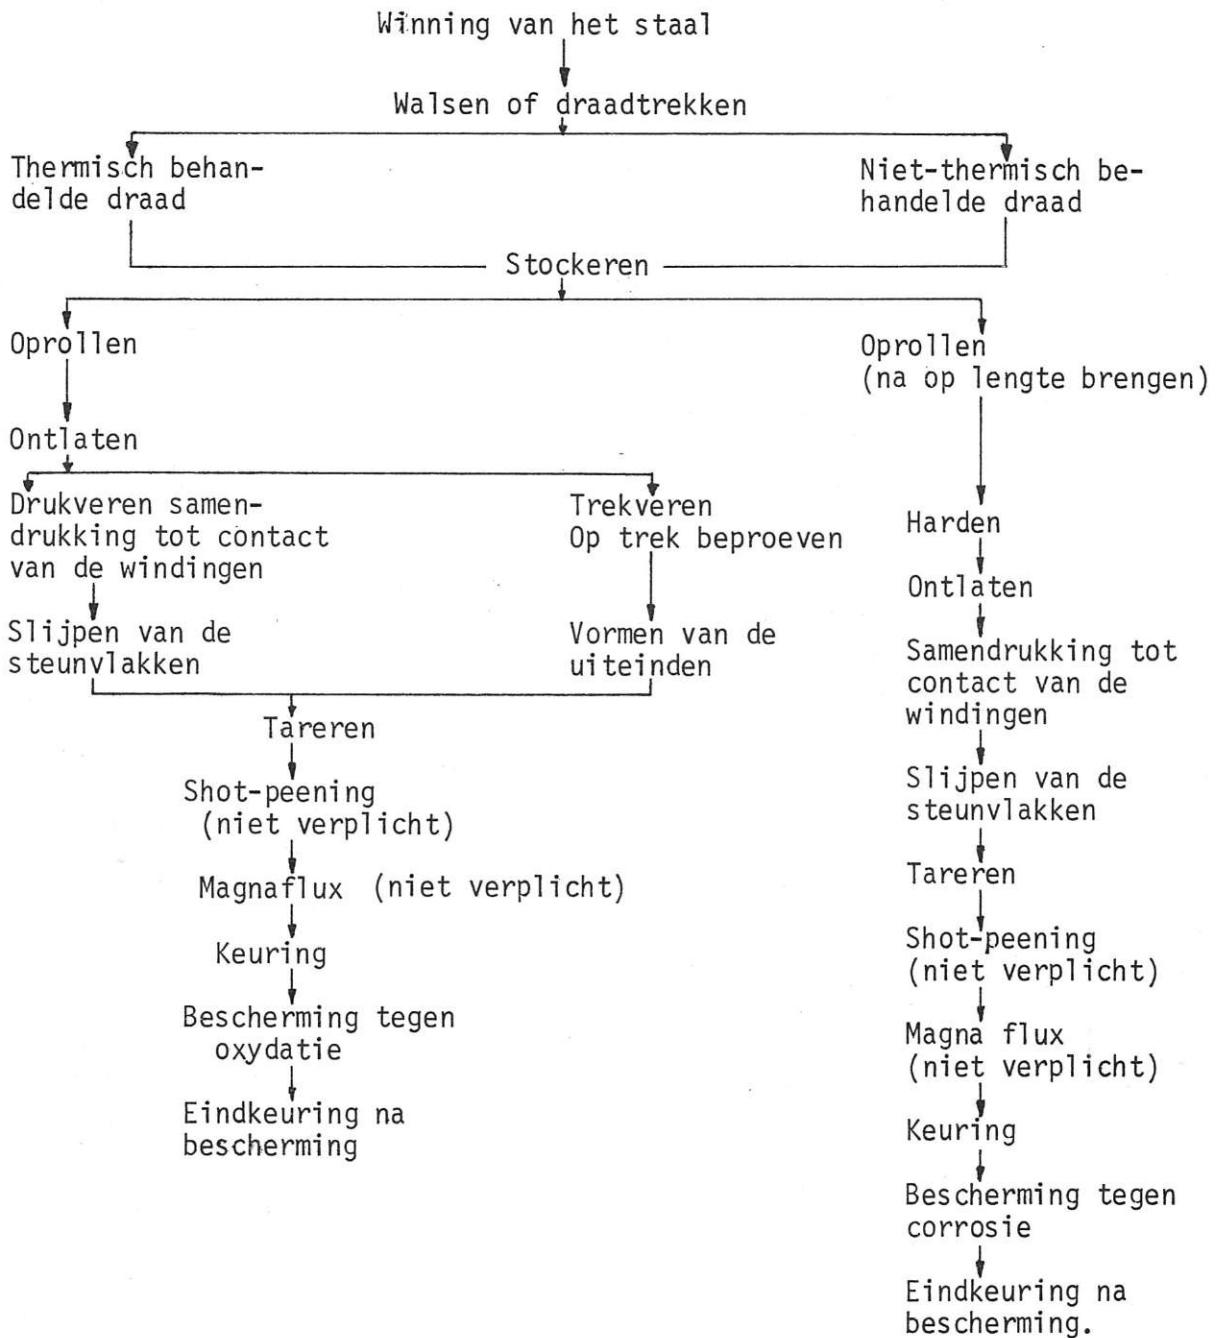 Winning van het staal
Walsen of draadtrekken
Thermisch behan-
delde draad
Niet-thermisch be-
handelde draad
Stockeren
Oprollen
Ontlaten
Drukveren samen-
drukking tot contact
van de windingen
Slijpen van de
steunvlakken
Trekveren
Op trek beproeven
Vormen van de
uiteinden
Tareren
Shot-peening
(niet verplicht)
Magnaflux (niet verplicht)
Keuring
Bescherming tegen
oxydatie
Eindkeuring na
bescherming
Oprollen
(na op lengte brengen)
Harden
Ontlaten
Samendrukking tot
contact van de
windingen
Slijpen van de
steunvlakken
Tareren
Shot-peening
(niet verplicht)
Magna flux
(niet verplicht)
Keuring
Bescherming tegen
corrosie
Eindkeuring na
bescherming.